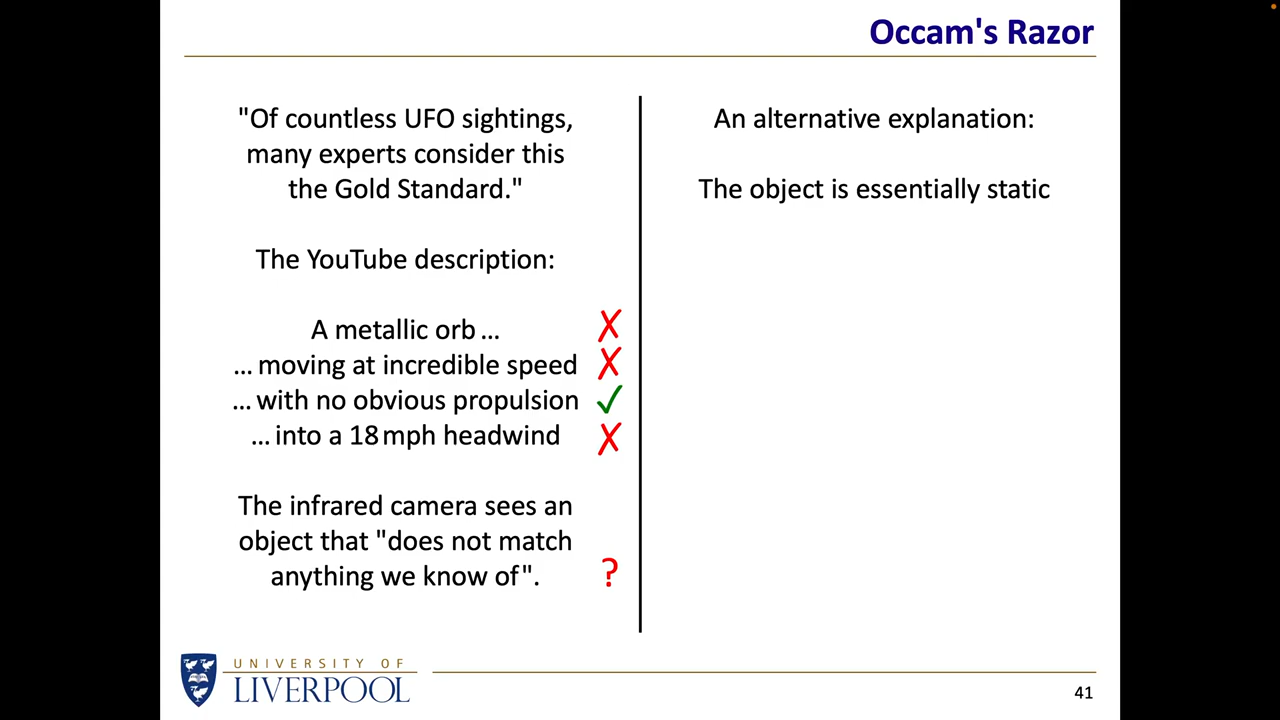 Occam's Razor
"Of countless UFO sightings,
many experts consider this
the Gold Standard."
The YouTube description:
A metallic orb ...
... moving at incredible speed
... with no obvious propulsion
... into a 18 mph headwind
The infrared camera sees an
object that "does not match
anything we know of".
?
An alternative explanation:
The object is essentially static
UNIVERSITY OF
LIVERPOOL
41